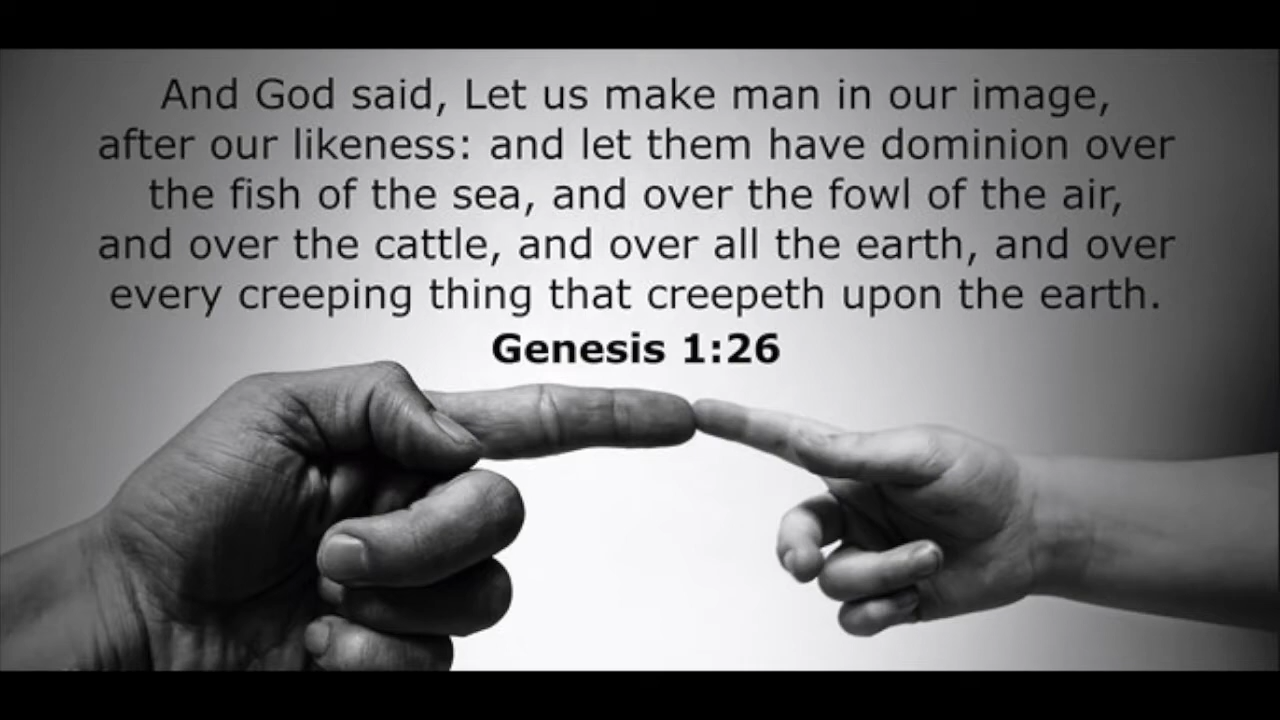 And God said, Let us make man in our image,
after our likeness: and let them have dominion over
the fish of the sea, and over the fowl of the air,
and over the cattle, and over all the earth, and over
every creeping thing that creepeth upon the earth.
Genesis 1:26